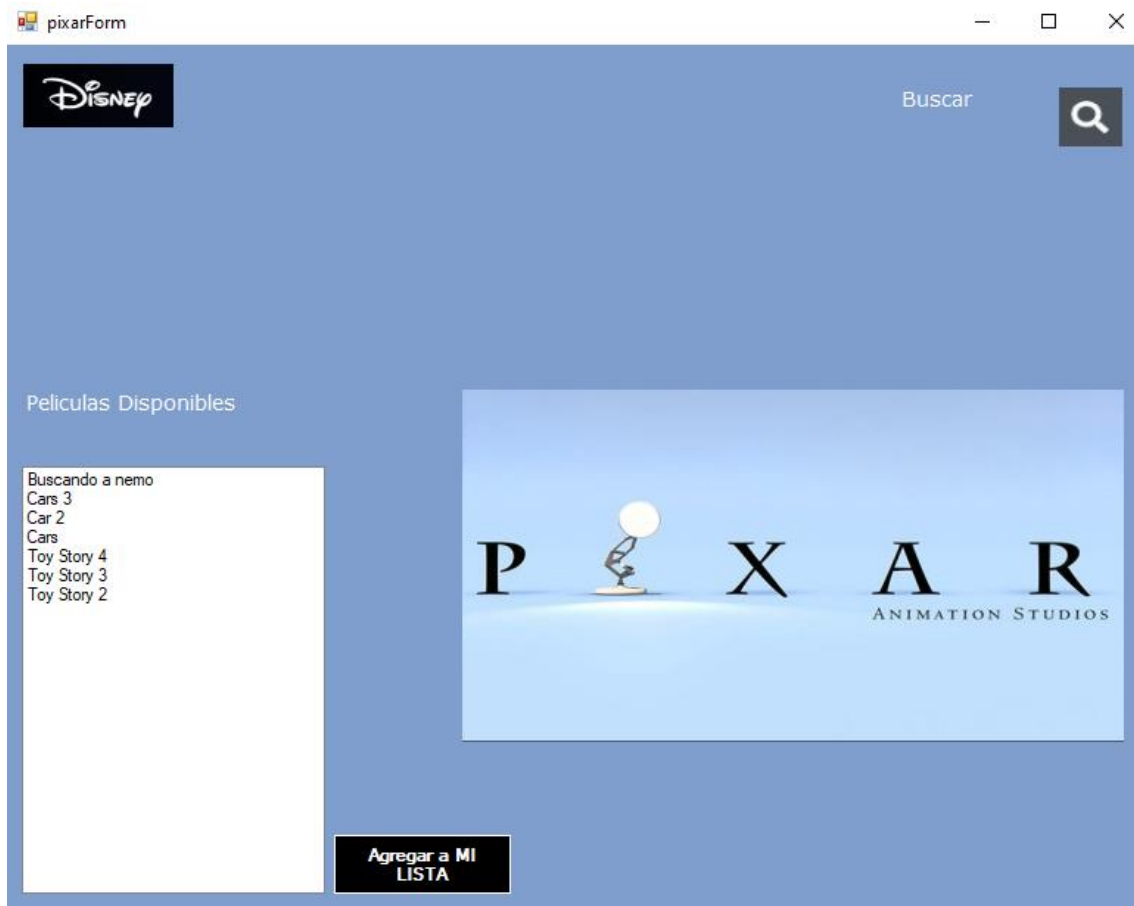 pixarForm
Disney
Buscar
Peliculas Disponibles
Buscando a nemo
Cars 3
Car 2
Cars
Toy Story 4
Toy Story 3
Toy Story 2
P I X A R
ANIMATION STUDIOS
Agregar a MI
LISTA